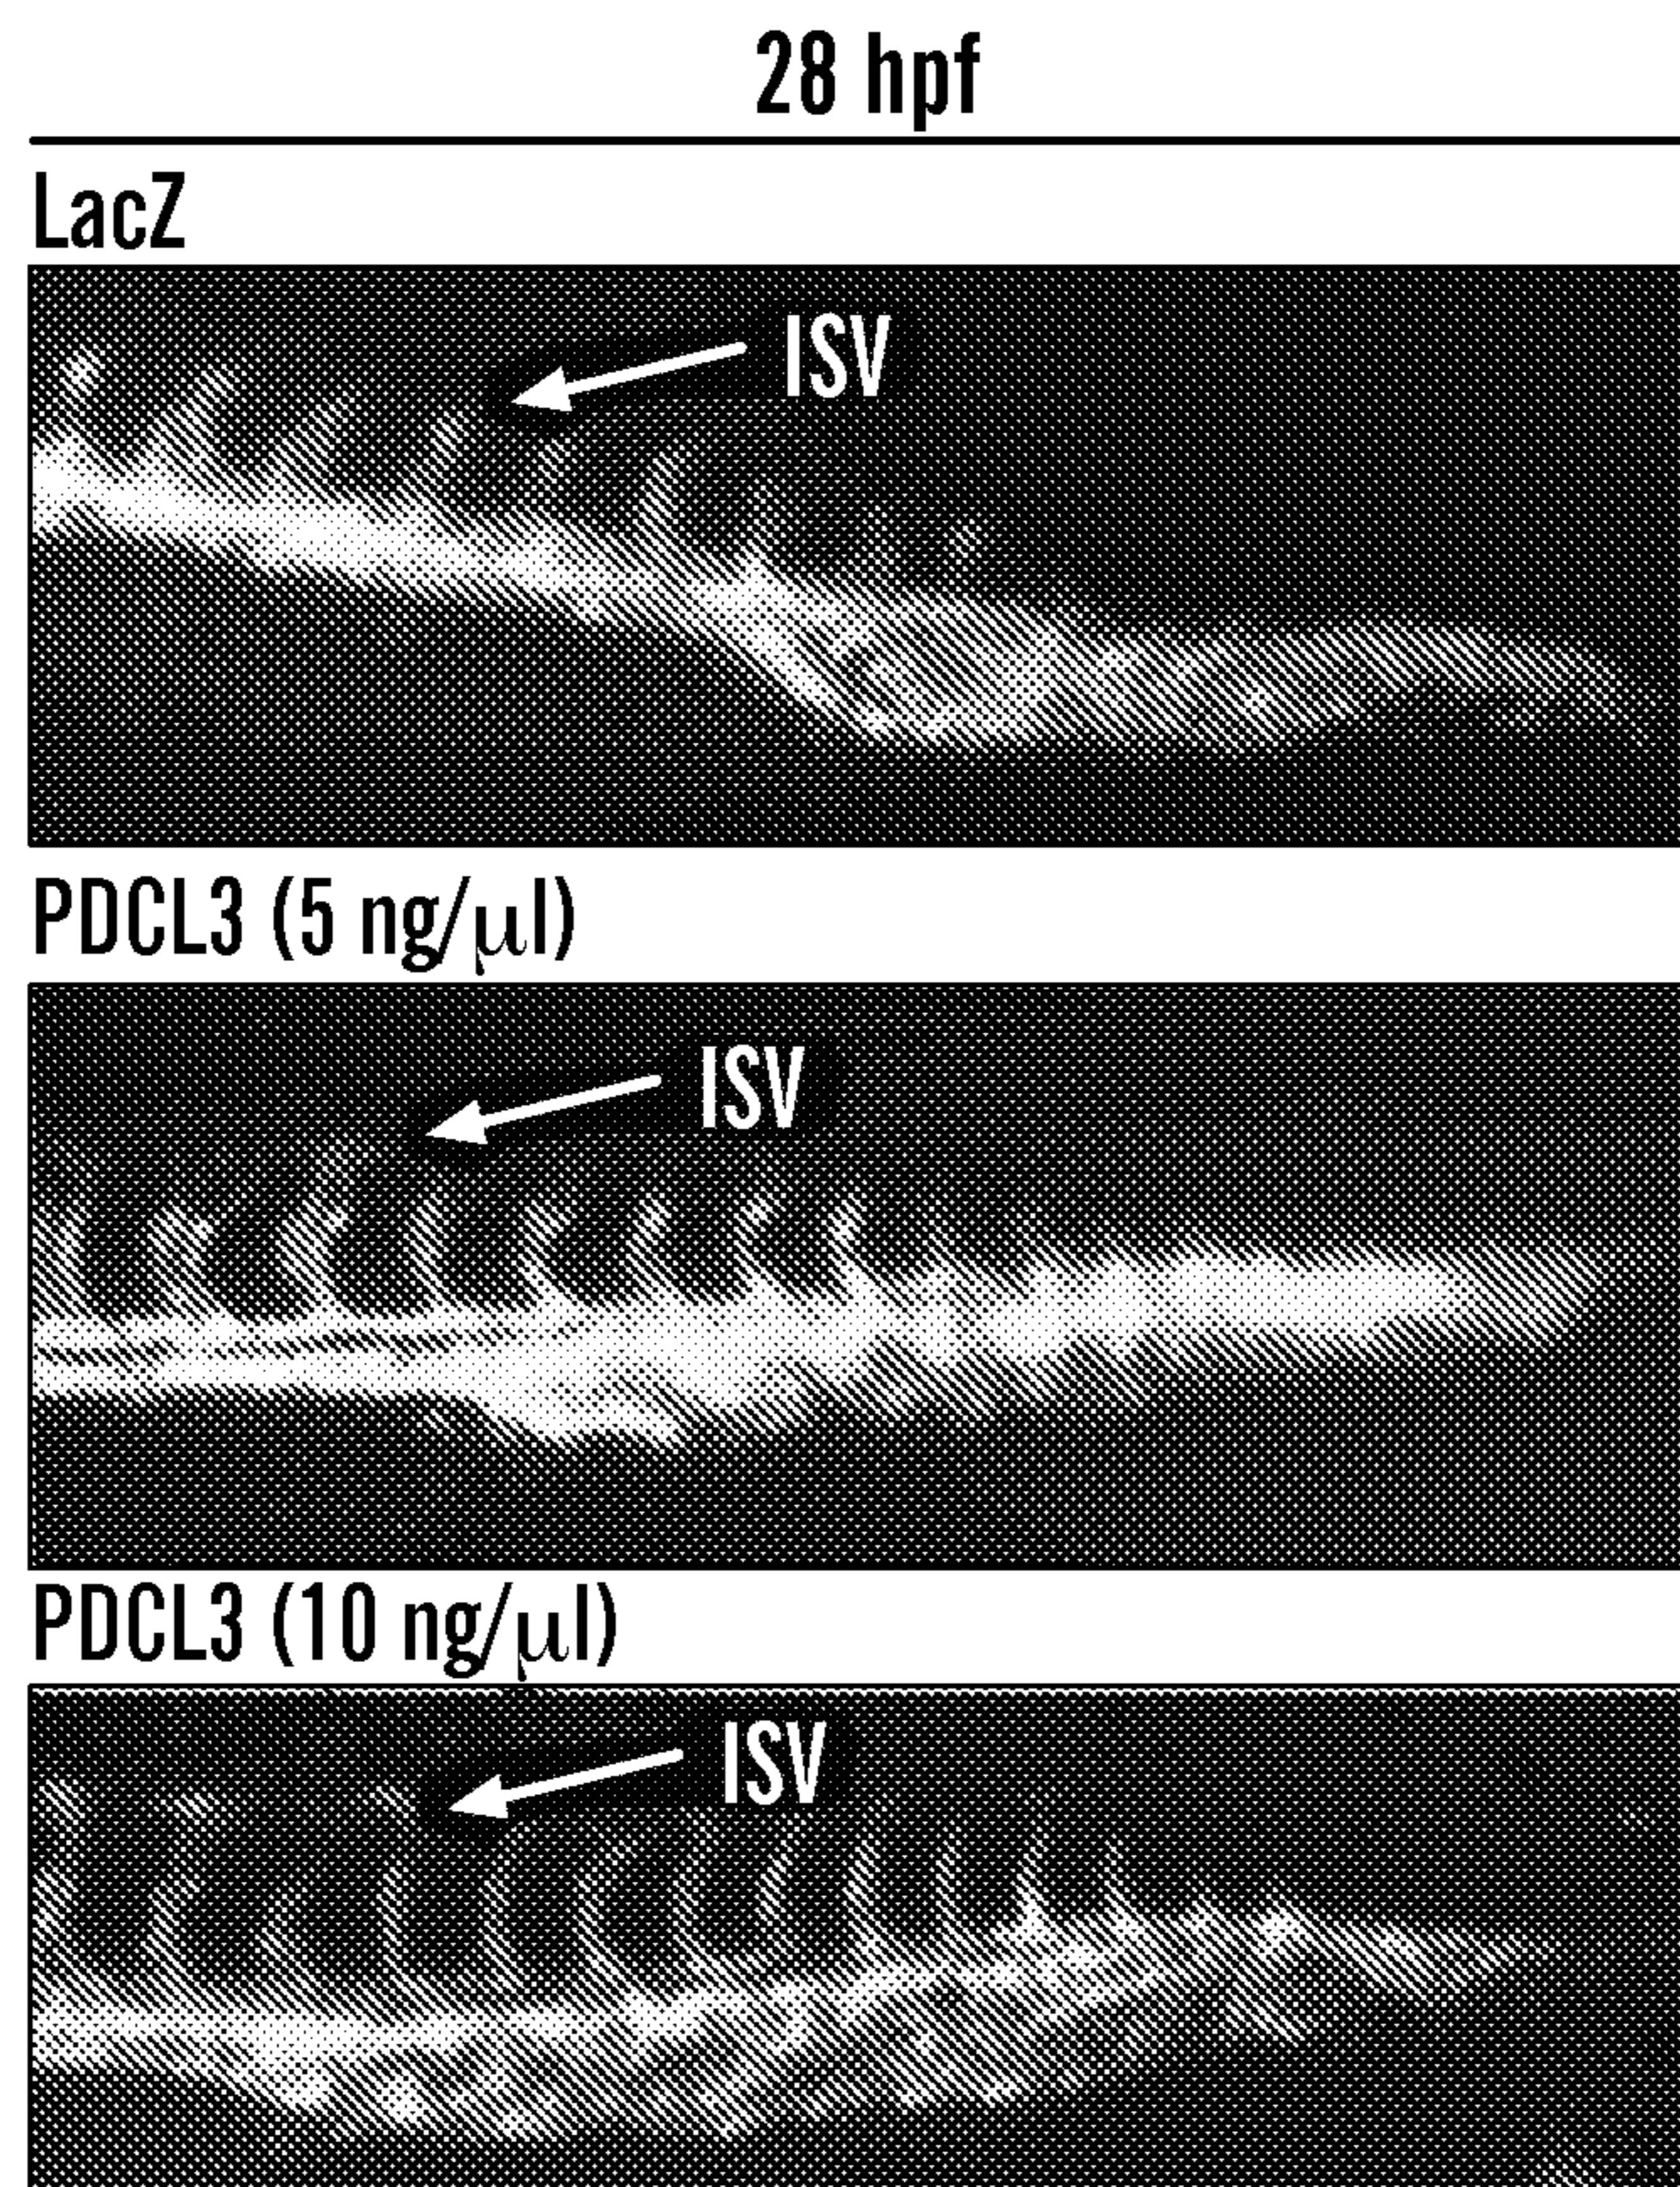 28 hpf
LacZ
ISV
PDCL3 (5 ng/μl)
ISV
PDCL3 (10 ng/μl)
ISV